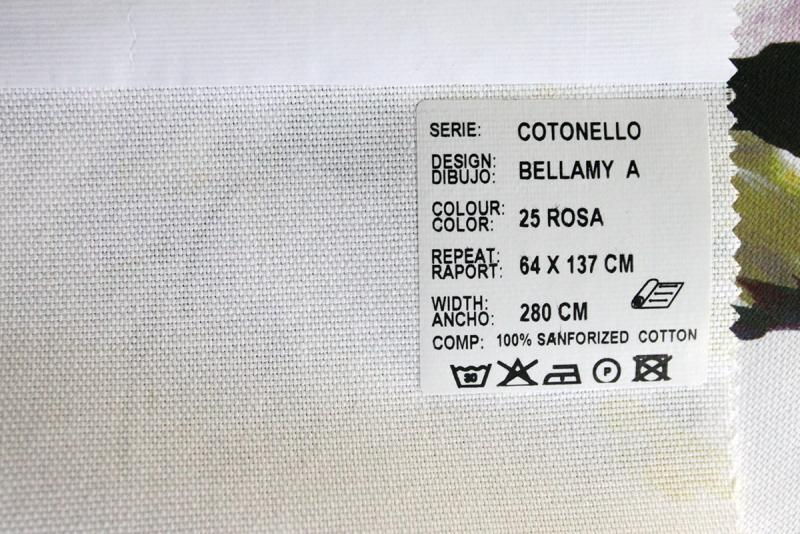 SERIE: COTONELLO
DESIGN:
DIBUJO: BELLAMY A
COLOUR:
COLOR: 25 ROSA
REPEAT:
RAPORT: 64 X 137 CM
WIDTH:
ANCHO: 280 CM
COMP: 100% SANFORIZED COTTON
30 P